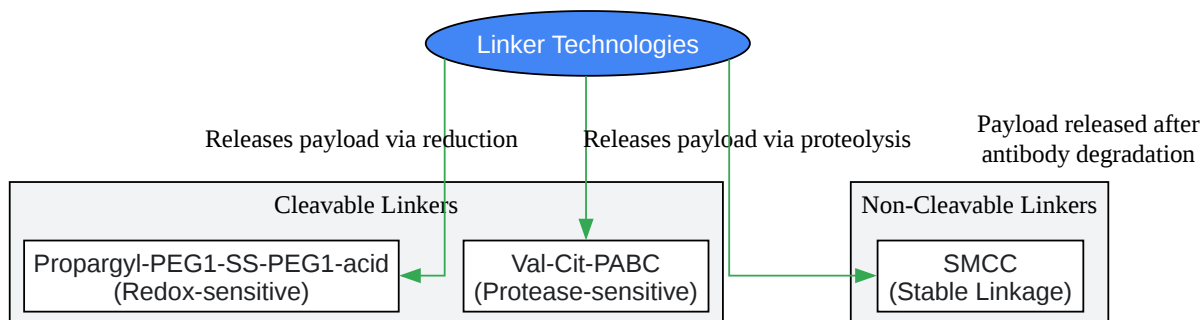 Linker Technologies
Releases payload via reduction
Releases payload via proteolysis
Payload released after
antibody degradation
Cleavable Linkers
Non-Cleavable Linkers
Propargyl-PEG1-SS-PEG1-acid
(Redox-sensitive)
Val-Cit-PABC
(Protease-sensitive)
SMCC
(Stable Linkage)